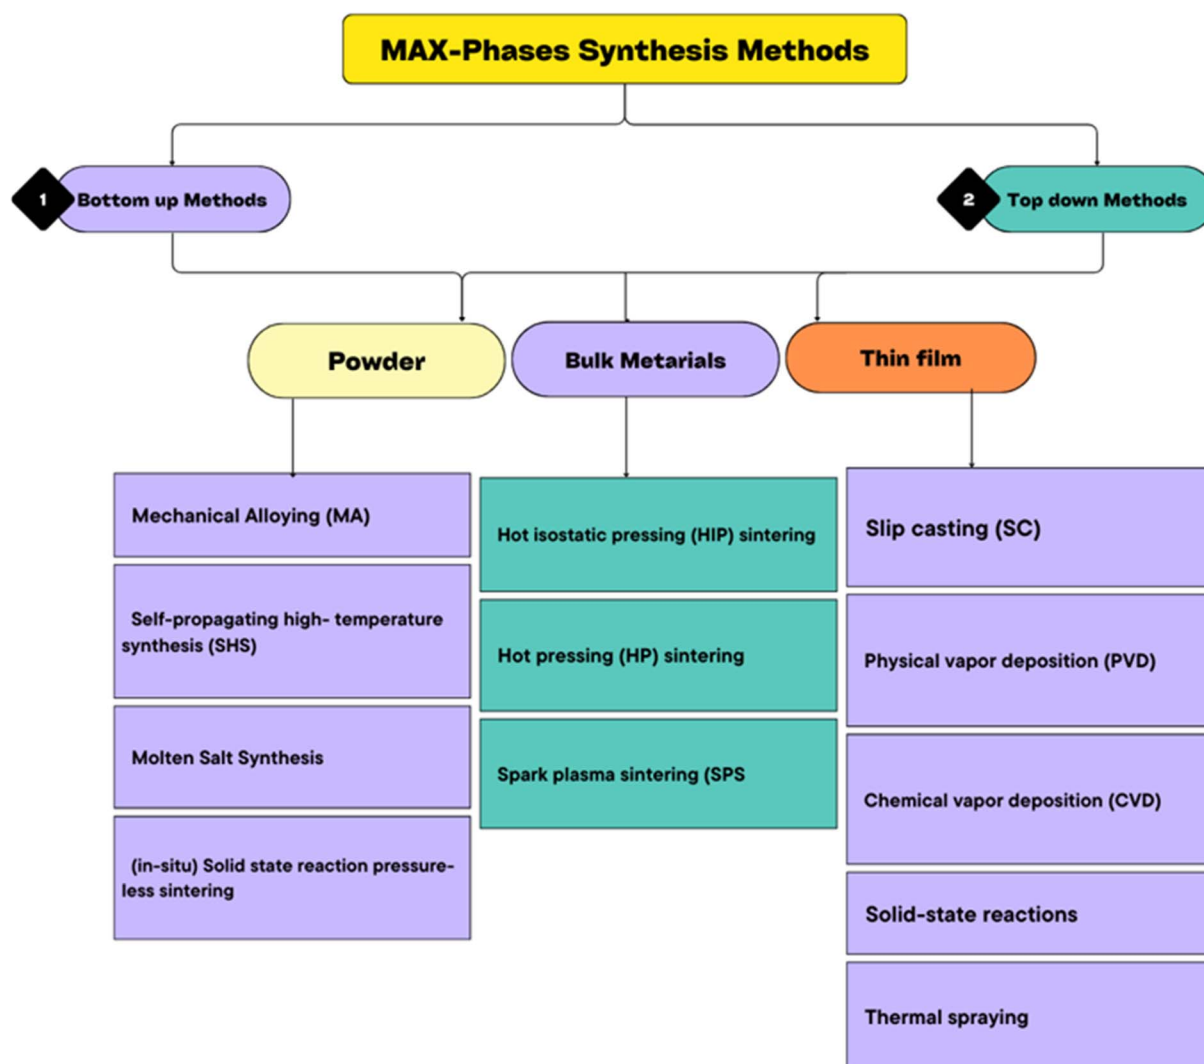 MAX-Phases Synthesis Methods
1
Bottom up Methods
2
Top down Methods
Powder
Bulk Metarials
Thin film
Mechanical Alloying (MA)
Self-propagating high- temperature
synthesis (SHS)
Molten Salt Synthesis
(in-situ) Solid state reaction pressure-
less sintering
Hot isostatic pressing (HIP) sintering
Hot pressing (HP) sintering
Spark plasma sintering (SPS
Slip casting (SC)
Physical vapor deposition (PVD)
Chemical vapor deposition (CVD)
Solid-state reactions
Thermal spraying